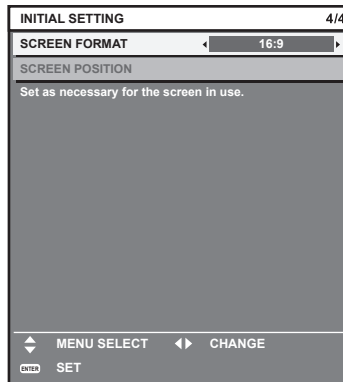 INITIAL SETTING 4/4
SCREEN FORMAT 16:9
SCREEN POSITION
Set as necessary for the screen in use.
MENU SELECT CHANGE
ENTER SET